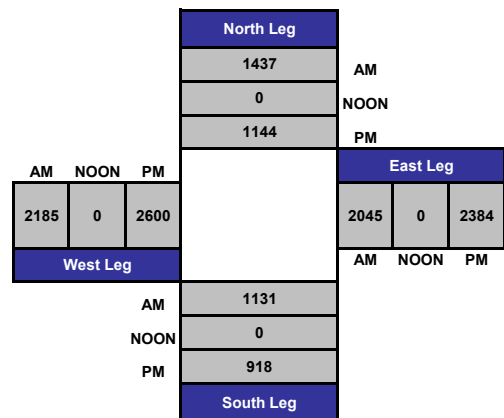 North Leg
1437
AM
0
NOON
1144
PM
AM NOON PM
East Leg
2185 0 2600
2045 0 2384
West Leg
AM NOON PM
AM
1131
NOON
0
PM
918
South Leg